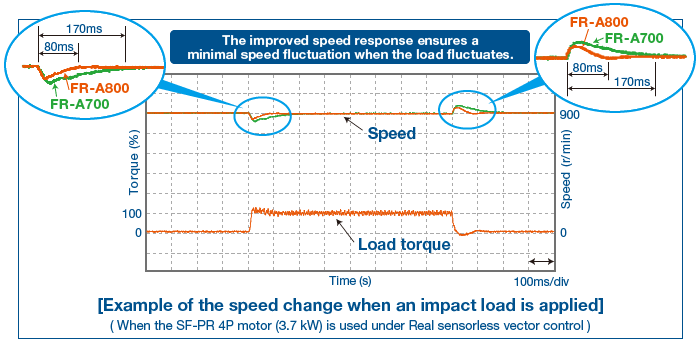 170ms
80ms
FR-A800
FR-A700
The improved speed response ensures a
minimal speed fluctuation when the load fluctuates.
FR-A800
FR-A700
80ms
170ms
Torque (%)
100
0
Speed
Load torque
900
0
Speed (r/min)
Time (s)
100ms/div
[Example of the speed change when an impact load is applied]
( When the SF-PR 4P motor (3.7 kW) is used under Real sensorless vector control )